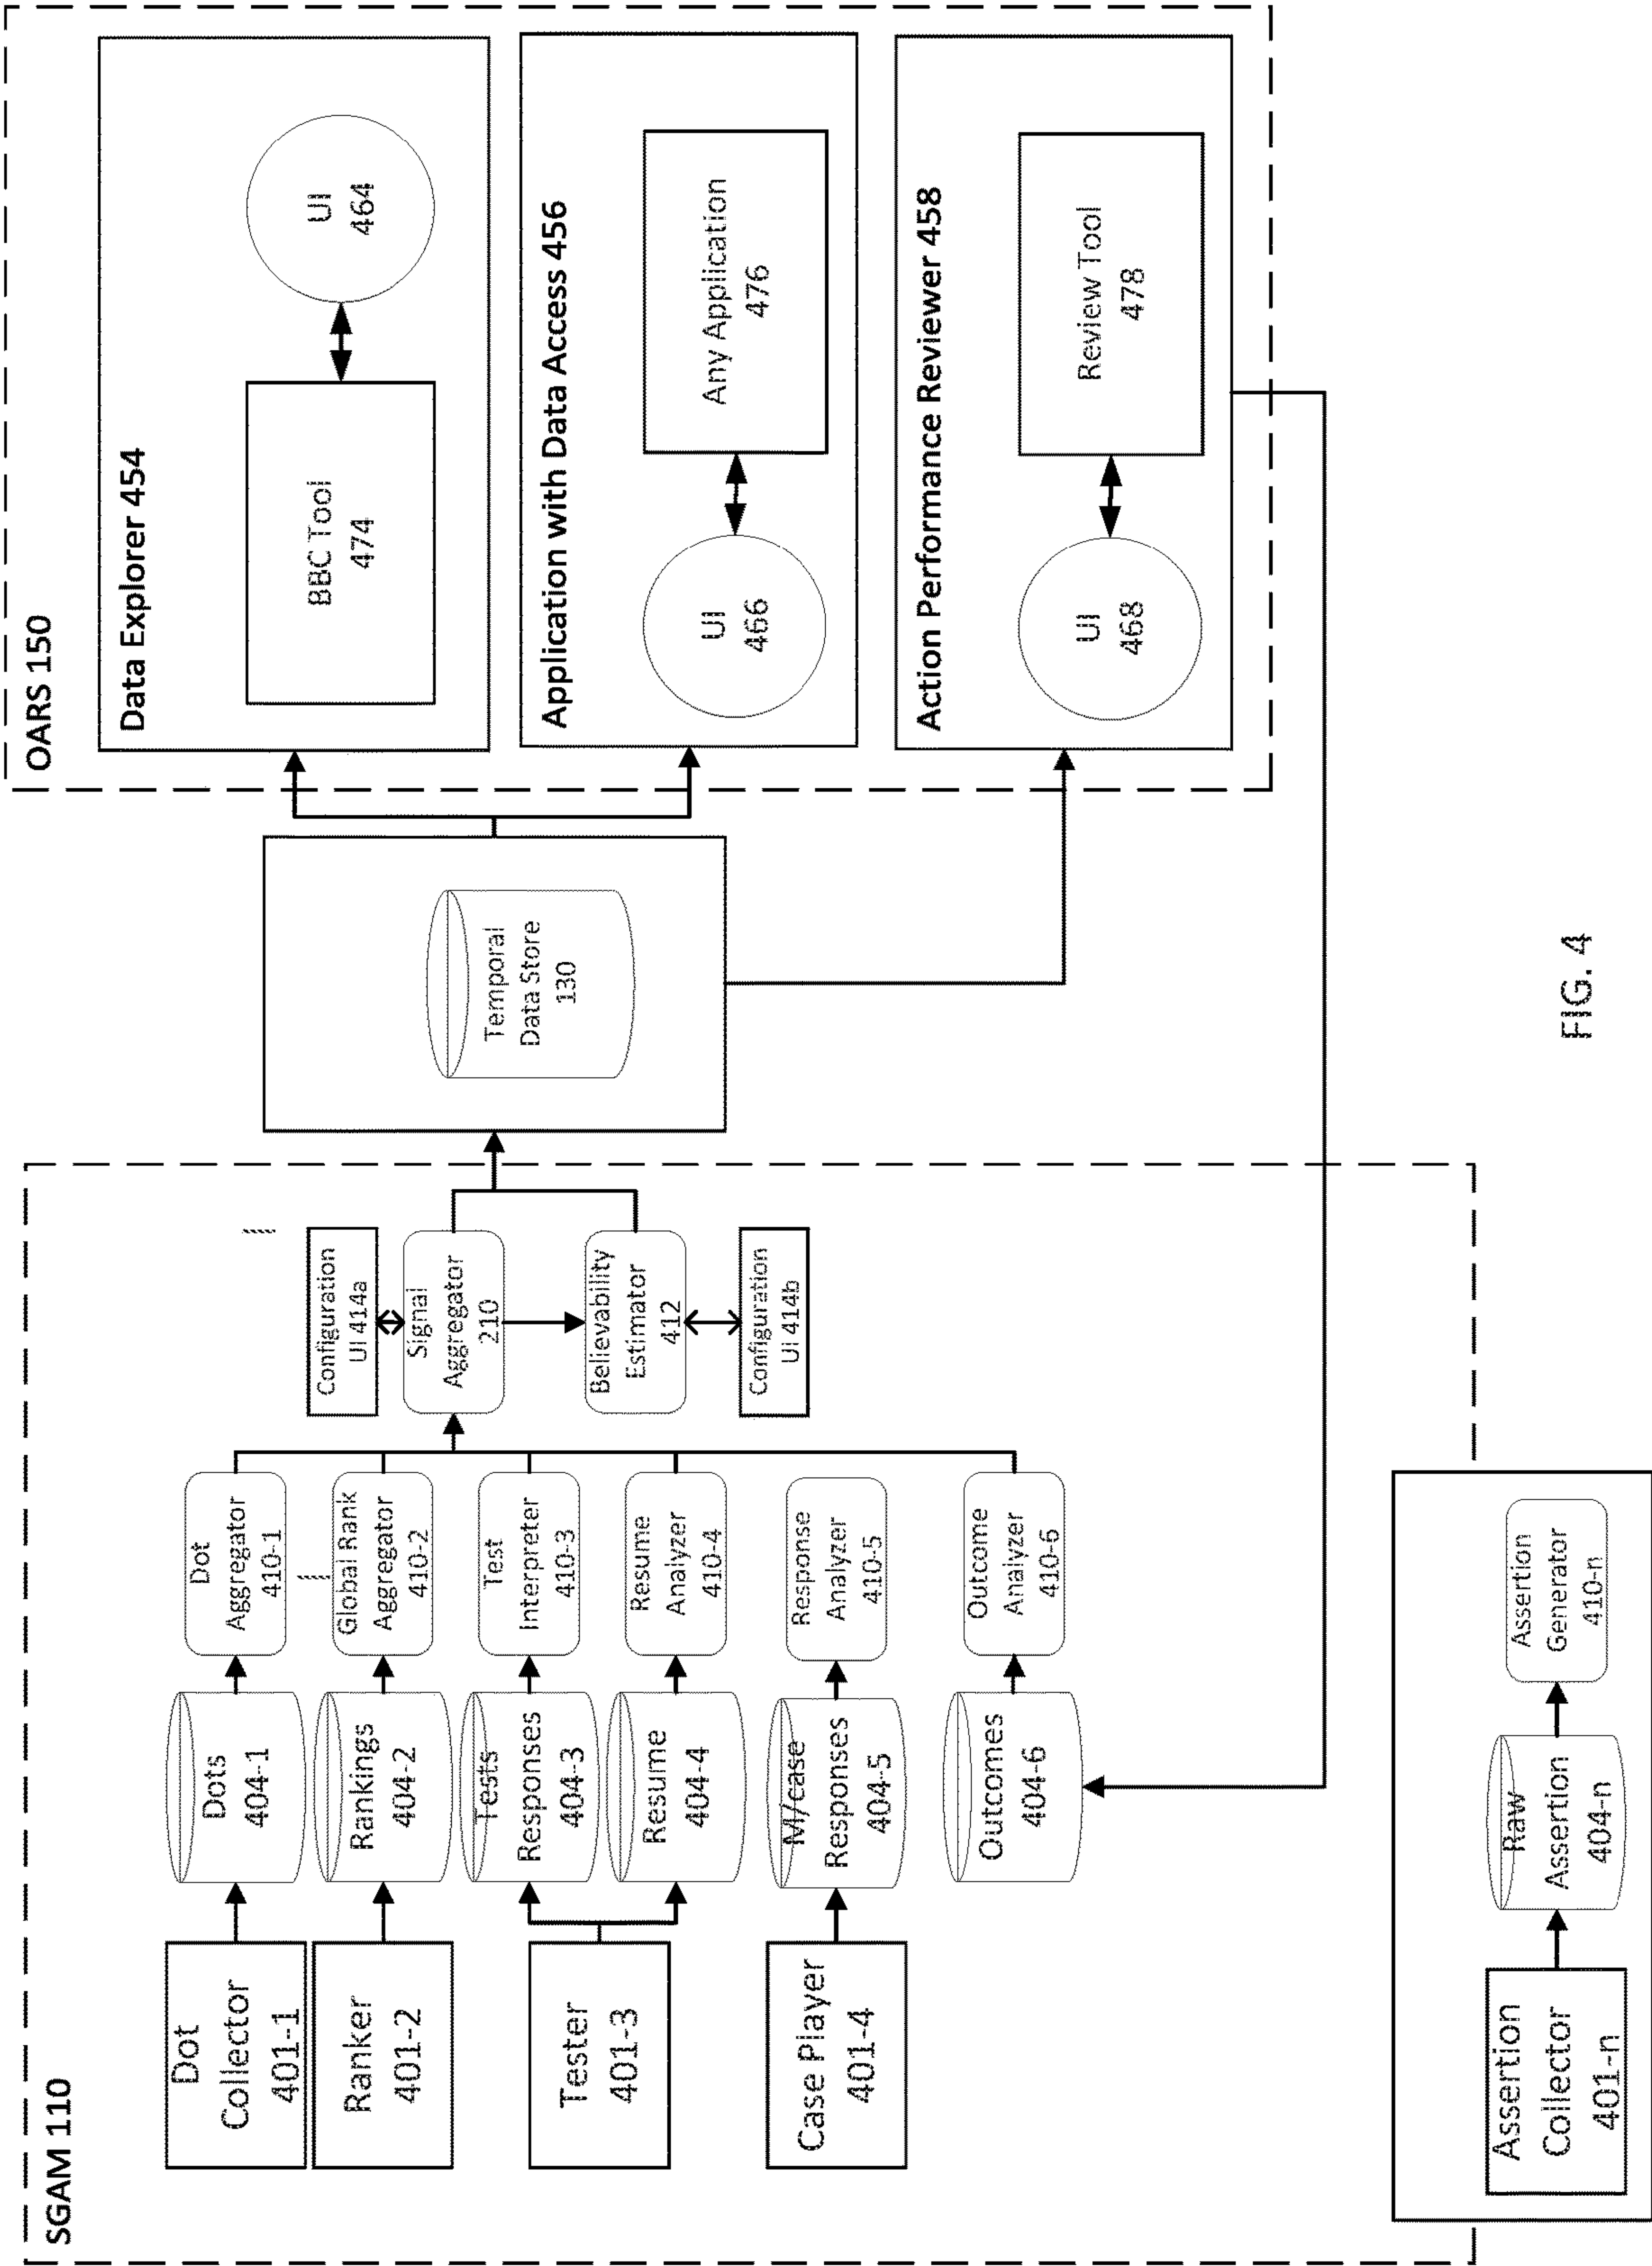 SGAM 110
Dot
Collector
401-1
Ranker
401-2
Tester
401-3
Case Player
401-4
Dots
404-1
Rankings
404-2
Tests
Responses
404-3
Resume
404-4
M/case
Responses
404-5
Outcomes
404-6
Dot
Aggregator
410-1
Global Rank
Aggregator
410-2
Test
Interpreter
410-3
Resume
Analyzer
410-4
Response
Analyzer
410-5
Outcome
Analyzer
410-6
Configuration
UI 414a
Signal
Aggregator
210
Believability
Estimator
412
Configuration
UI 414b
Assertion
Collector
401-n
Raw
Assertion
404-n
Assertion
Generator
410-n
Temporal
Data Store
130
OARS 150
Data Explorer 454
BBC Tool
474
UI
464
Application with Data Access 456
UI
466
Any Application
476
Action Performance Reviewer 458
UI
468
Review Tool
478
FIG. 4